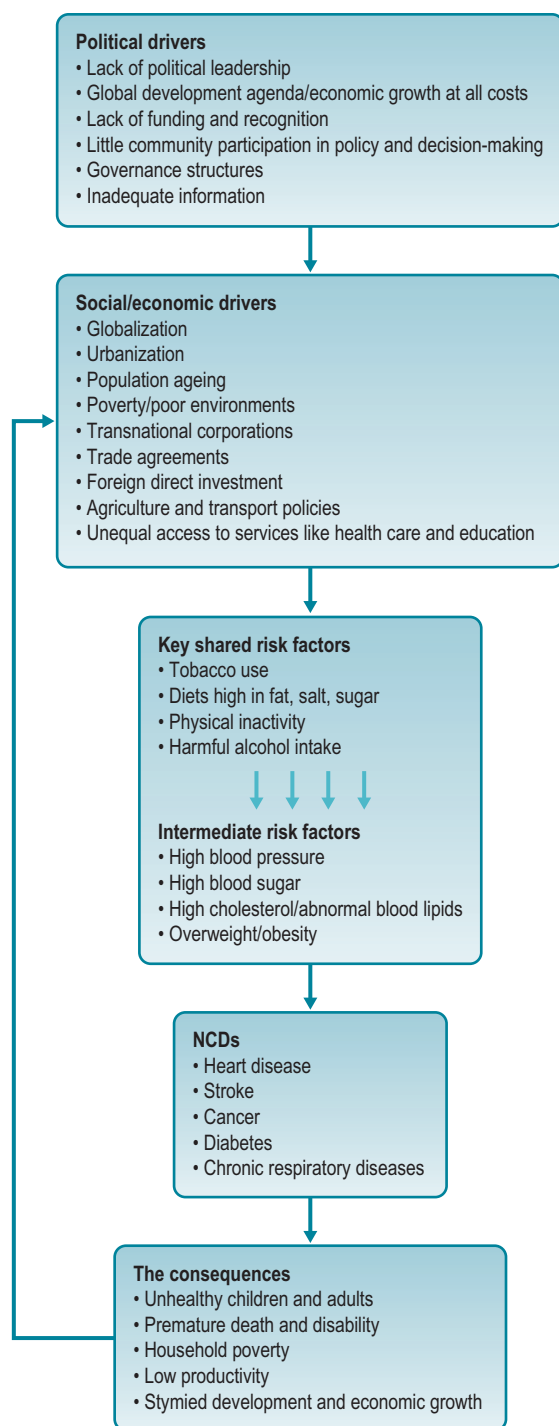 Political drivers
• Lack of political leadership
• Global development agenda/economic growth at all costs
• Lack of funding and recognition
• Little community participation in policy and decision-making
• Governance structures
• Inadequate information
Social/economic drivers
• Globalization
• Urbanization
• Population ageing
• Poverty/poor environments
• Transnational corporations
• Trade agreements
• Foreign direct investment
• Agriculture and transport policies
• Unequal access to services like health care and education
Key shared risk factors
• Tobacco use
• Diets high in fat, salt, sugar
• Physical inactivity
• Harmful alcohol intake
Intermediate risk factors
• High blood pressure
• High blood sugar
• High cholesterol/abnormal blood lipids
• Overweight/obesity
NCDs
• Heart disease
• Stroke
• Cancer
• Diabetes
• Chronic respiratory diseases
The consequences
• Unhealthy children and adults
• Premature death and disability
• Household poverty
• Low productivity
• Stymied development and economic growth